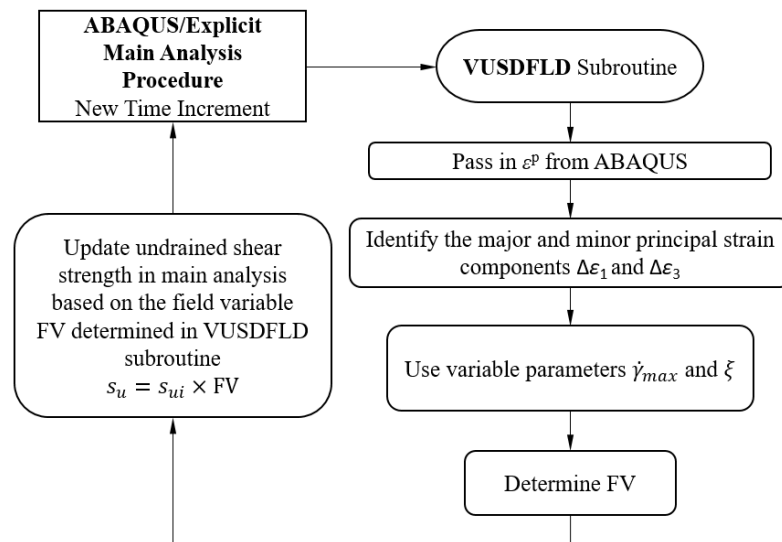 ABAQUS/Explicit
Main Analysis
Procedure
New Time Increment
VUSDFLD Subroutine
Pass in εᵖ from ABAQUS
Identify the major and minor principal strain
components Δε₁ and Δε₃
Use variable parameters γ̇ₘₐₓ and ξ
Determine FV
Update undrained shear
strength in main analysis
based on the field variable
FV determined in VUSDFLD
subroutine
sᵤ = sᵤᵢ × FV